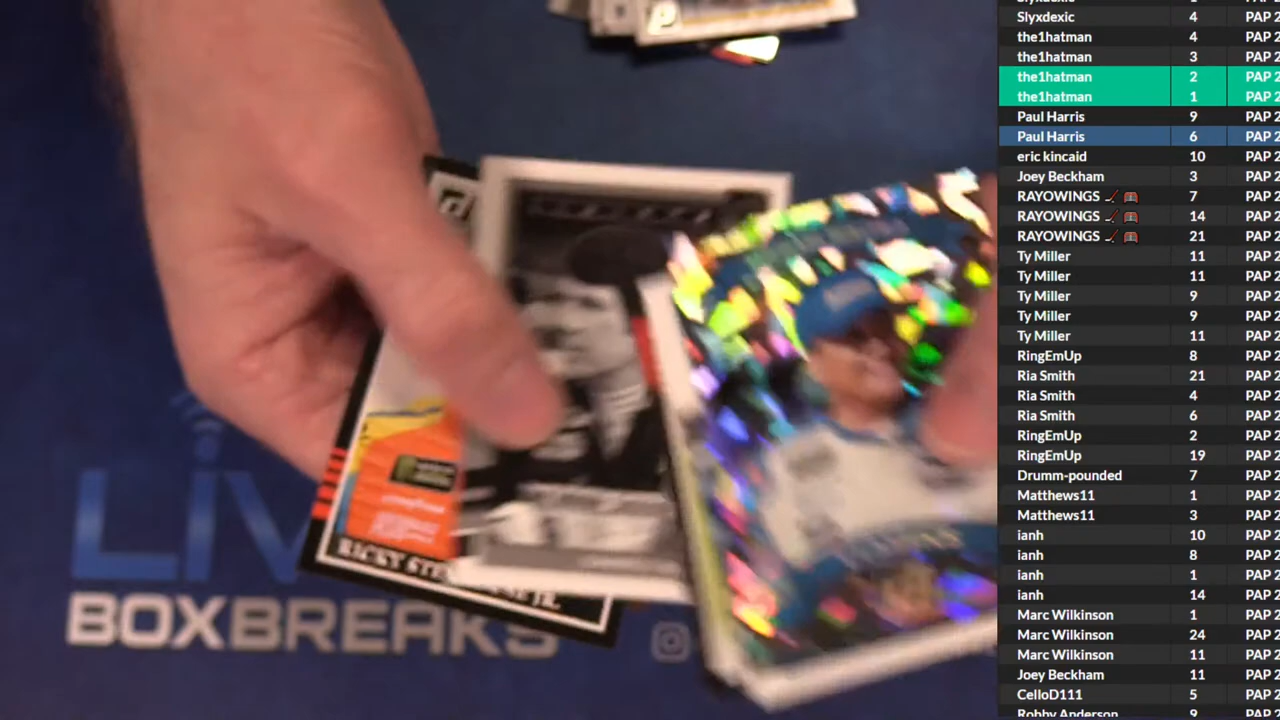 Slyxdexic 4 PAP 2
the1hatman 4 PAP 2
the1hatman 3 PAP 2
the1hatman 2 PAP 2
the1hatman 1 PAP 2
Paul Harris 9 PAP 2
Paul Harris 6 PAP 2
eric kincaid 10 PAP 2
Joey Beckham 3 PAP 2
RAYOWINGS 7 PAP 2
RAYOWINGS 14 PAP 2
RAYOWINGS 21 PAP 2
Ty Miller 11 PAP 2
Ty Miller 11 PAP 2
Ty Miller 9 PAP 2
Ty Miller 9 PAP 2
Ty Miller 11 PAP 2
RingEmUp 8 PAP 2
Ria Smith 21 PAP 2
Ria Smith 4 PAP 2
Ria Smith 6 PAP 2
RingEmUp 2 PAP 2
RingEmUp 19 PAP 2
Drumm-pounded 7 PAP 2
Matthews11 1 PAP 2
Matthews11 3 PAP 2
ianh 10 PAP 2
ianh 8 PAP 2
ianh 1 PAP 2
ianh 14 PAP 2
Marc Wilkinson 1 PAP 2
Marc Wilkinson 24 PAP 2
Marc Wilkinson 11 PAP 2
Joey Beckham 11 PAP 2
CelloD111 5 PAP 2
Robby Anderson 9 PAP 2
RICKY STE JR.
LIV
BOXBREAKS